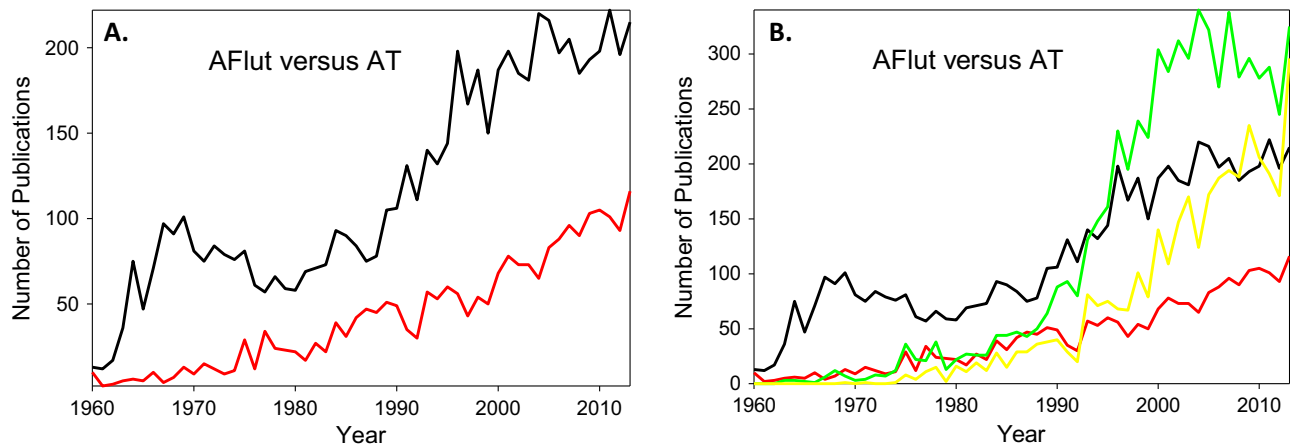 A.
AFlut versus AT
Number of Publications
200
150
100
50
1960 1970 1980 1990 2000 2010
Year
B.
AFlut versus AT
Number of Publications
300
250
200
150
100
50
0
1960 1970 1980 1990 2000 2010
Year